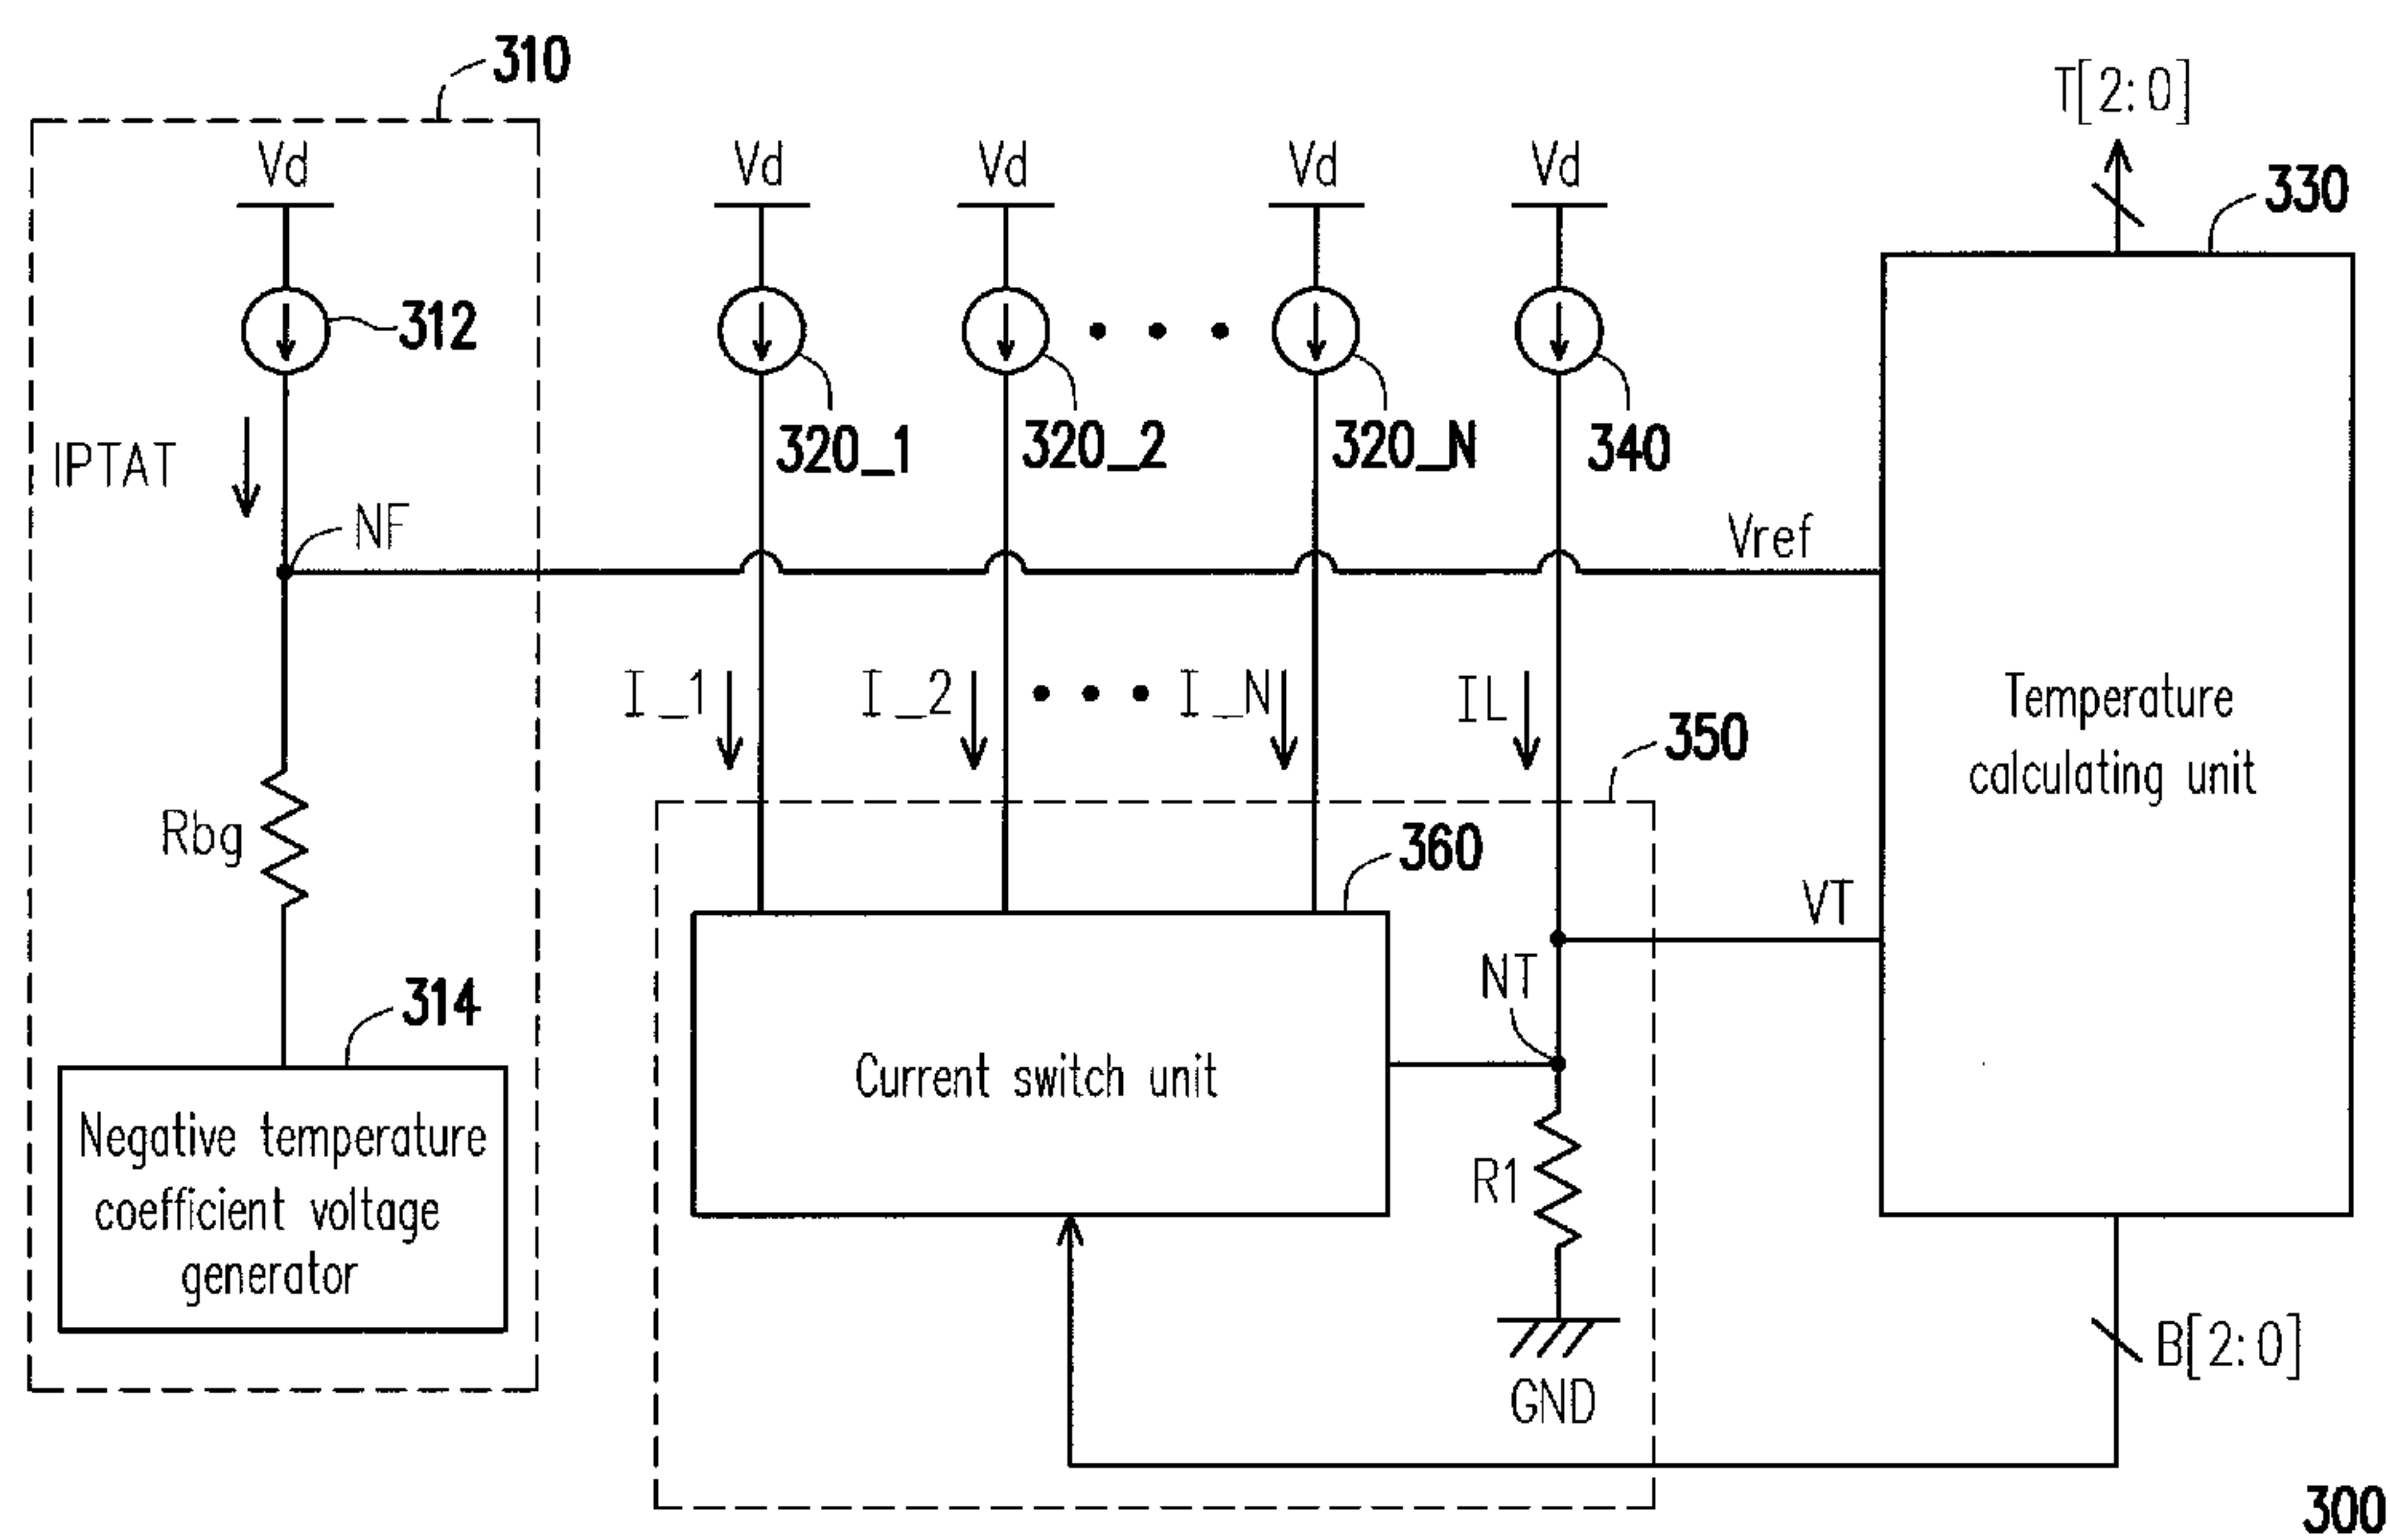 310
T[2:0]
Vd
Vd
Vd
Vd
Vd
330
312
320_1
320_2
320_N
340
IPTAT
NF
Vref
I_1
I_2
I_N
IL
350
Temperature
calculating unit
Rbg
360
VT
NT
314
Current switch unit
Negative temperature
coefficient voltage
generator
R1
GND
B[2:0]
300